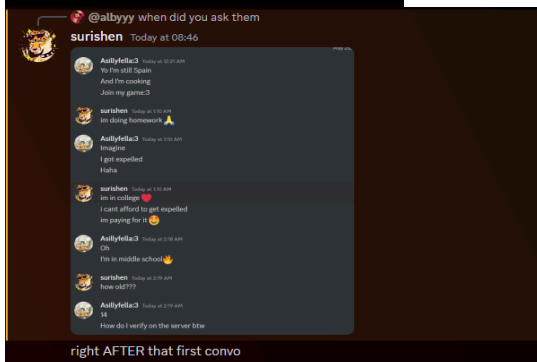 @albyyy when did you ask them
surishen Today at 08:46
Asillyfella:3 Today at 12:21 AM
Yo I'm still Spain
And I'm cooking
Join my game:3
surishen Today at 1:10 AM
im doing homework 🙏
Asillyfella:3 Today at 1:10 AM
Imagine
I got expelled
Haha
surishen Today at 1:10 AM
im in college ❤️
i cant afford to get expelled
im paying for it 🤩
Asillyfella:3 Today at 2:18 AM
Oh
I'm in middle school🔥
surishen Today at 2:19 AM
how old???
Asillyfella:3 Today at 2:19 AM
14
How do I verify on the server btw
right AFTER that first convo